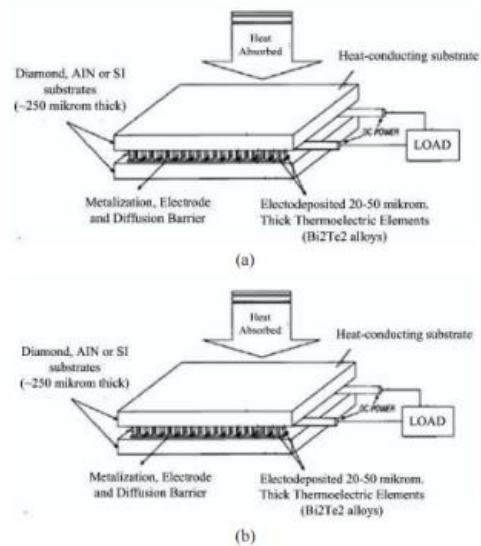 Heat
Absorbed
Heat-conducting substrate
Diamond, AIN or SI
substrates
(~250 mikrom thick)
DC POWER
LOAD
Metalization, Electrode
and Diffusion Barrier
Electodeposited 20-50 mikrom.
Thick Thermoelectric Elements
(Bi2Te2 alloys)
(a)
Heat
Absorbed
Heat-conducting substrate
Diamond, AIN or SI
substrates
(~250 mikrom thick)
DC POWER
LOAD
Metalization, Electrode
and Diffusion Barrier
Electodeposited 20-50 mikrom.
Thick Thermoelectric Elements
(Bi2Te2 alloys)
(b)